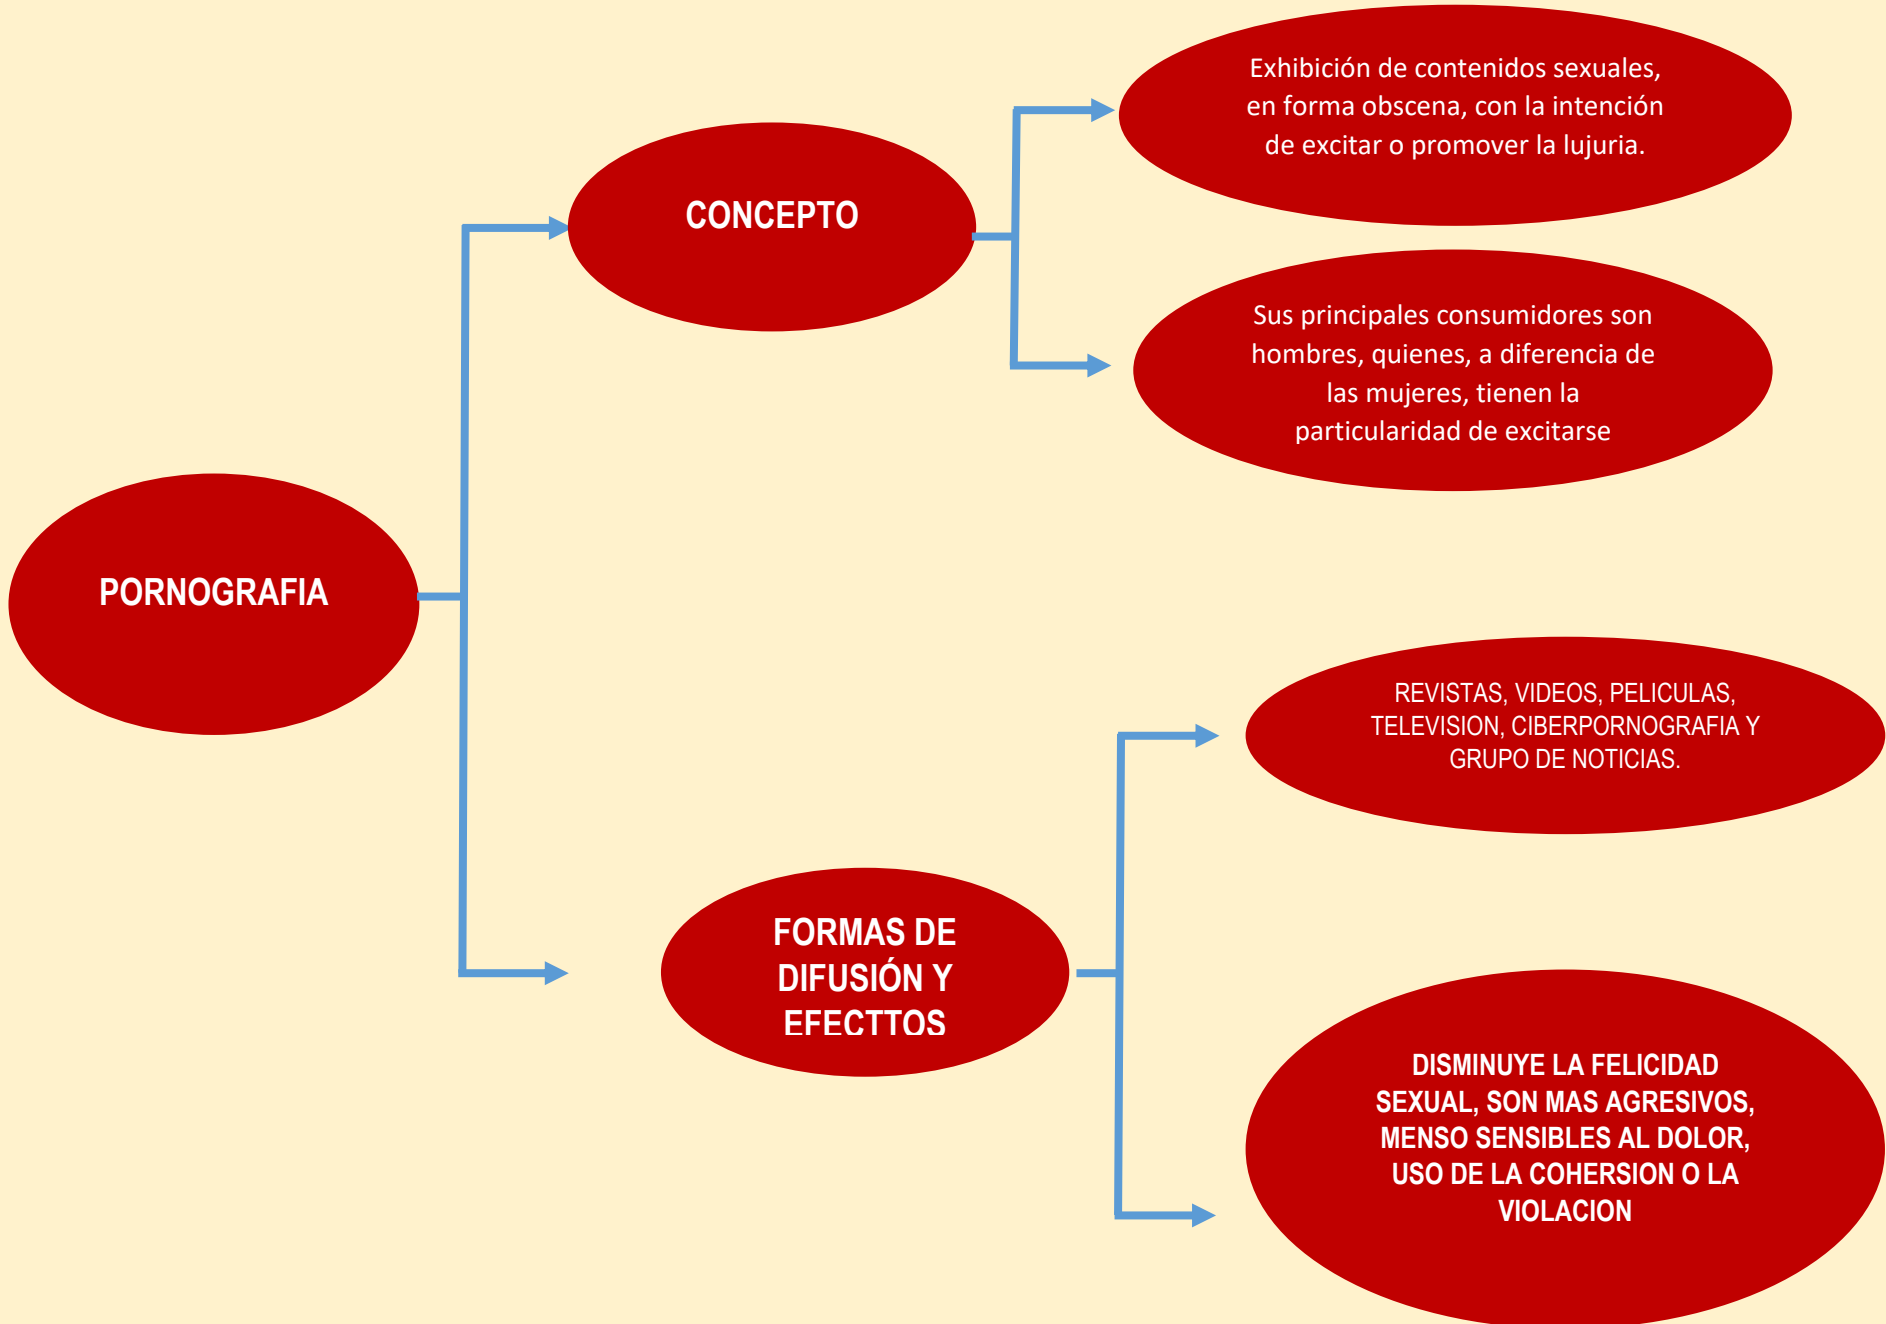 Exhibición de contenidos sexuales,
en forma obscena, con la intención
de excitar o promover la lujuria.
CONCEPTO
Sus principales consumidores son
hombres, quienes, a diferencia de
las mujeres, tienen la
particularidad de excitarse
PORNOGRAFIA
REVISTAS, VIDEOS, PELICULAS,
TELEVISION, CIBERPORNOGRAFIA Y
GRUPO DE NOTICIAS.
FORMAS DE
DIFUSIÓN Y
EFECTTOS
DISMINUYE LA FELICIDAD
SEXUAL, SON MAS AGRESIVOS,
MENSO SENSIBLES AL DOLOR,
USO DE LA COHERSION O LA
VIOLACION